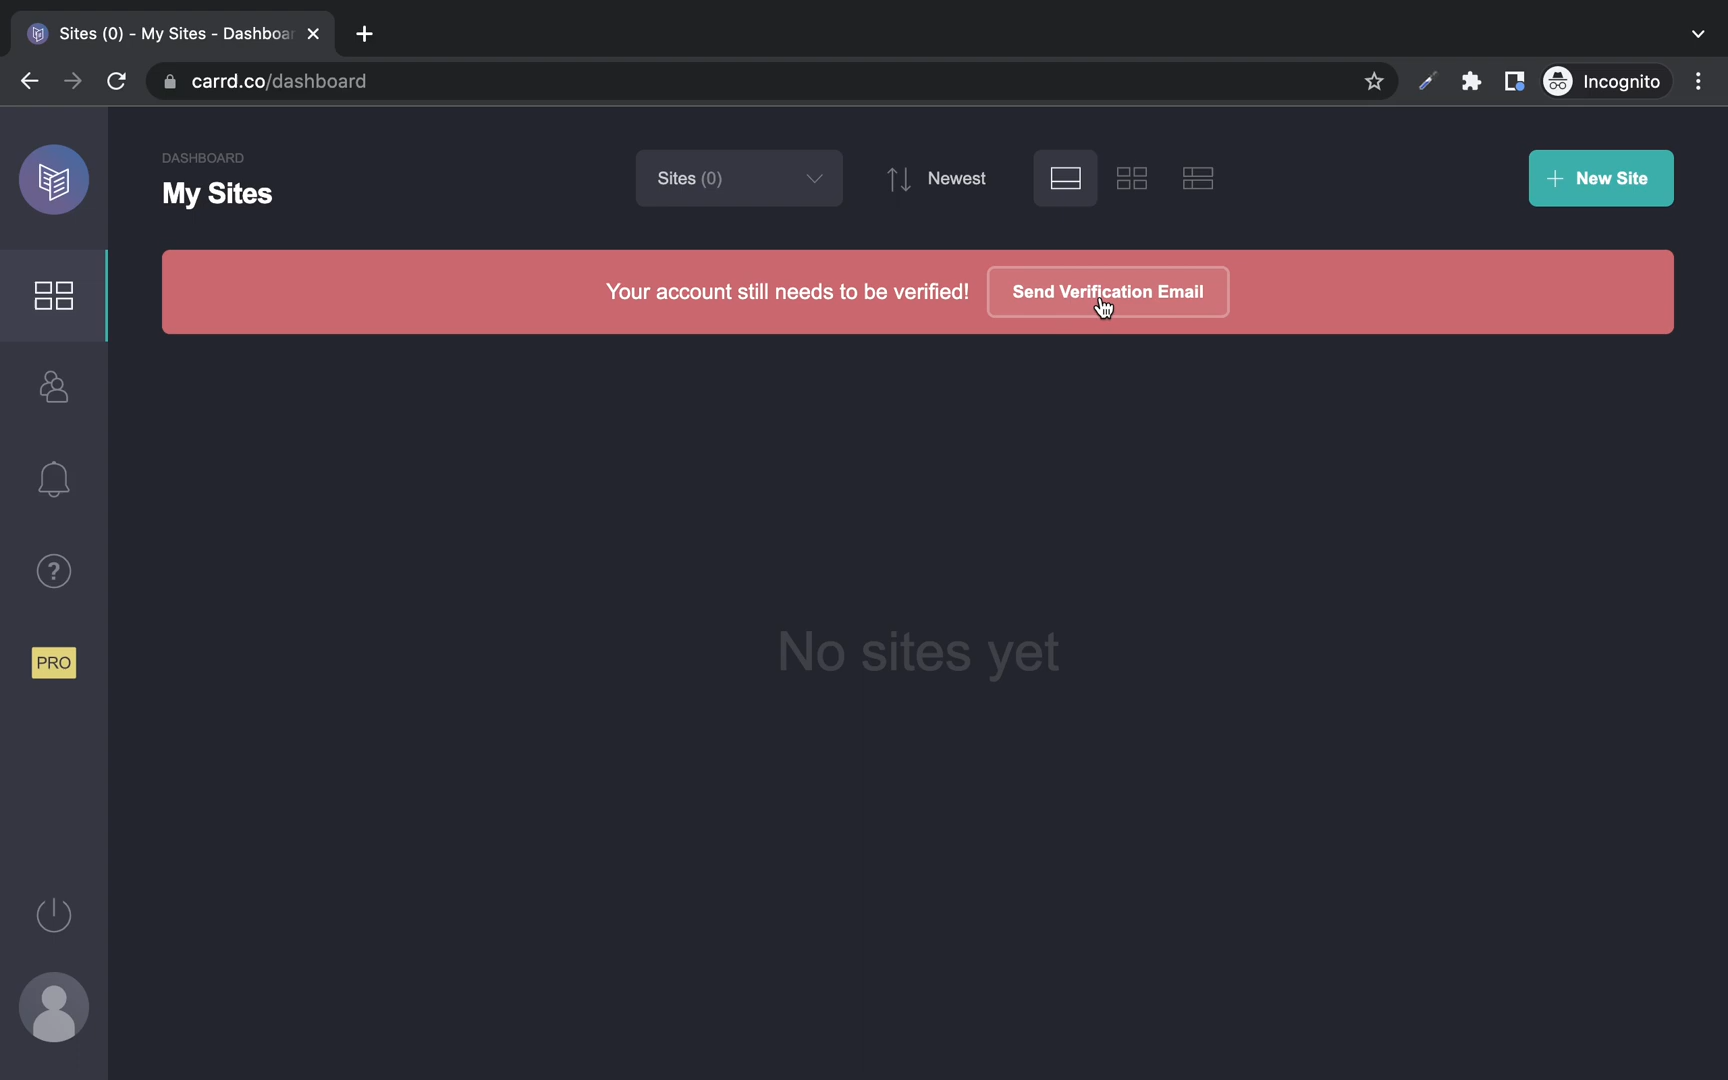 Sites (0) - My Sites - Dashboar
carrd.co/dashboard
Incognito
DASHBOARD
My Sites
Sites (0)
Newest
New Site
Your account still needs to be verified!
Send Verification Email
?
PRO
No sites yet